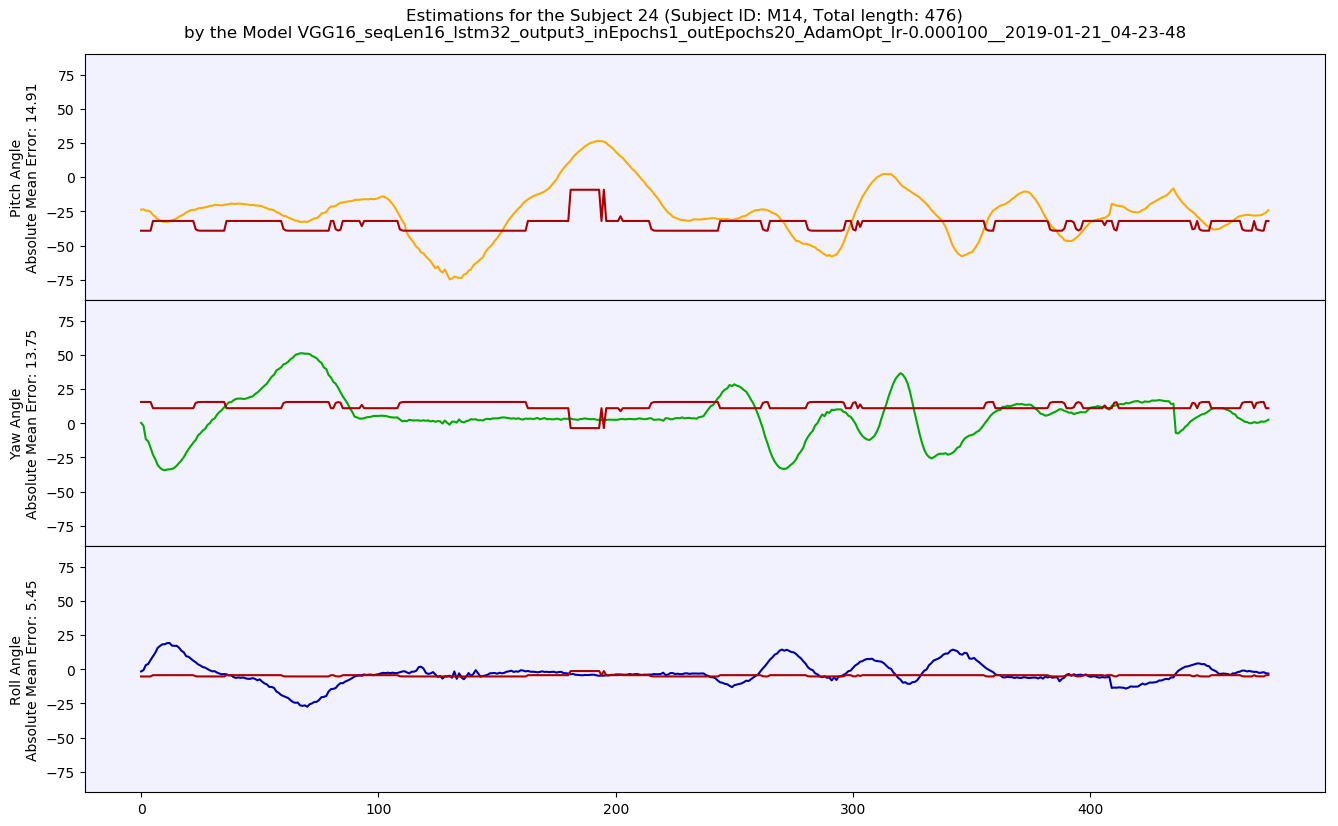 Estimations for the Subject 24 (Subject ID: M14, Total length: 476)
by the Model VGG16_seqLen16_lstm32_output3_inEpochs1_outEpochs20_AdamOpt_lr-0.000100__2019-01-21_04-23-48
Pitch Angle
Absolute Mean Error: 14.91
75
50
25
0
−25
−50
−75
Yaw Angle
Absolute Mean Error: 13.75
75
50
25
0
−25
−50
−75
Roll Angle
Absolute Mean Error: 5.45
75
50
25
0
−25
−50
−75
0 100 200 300 400